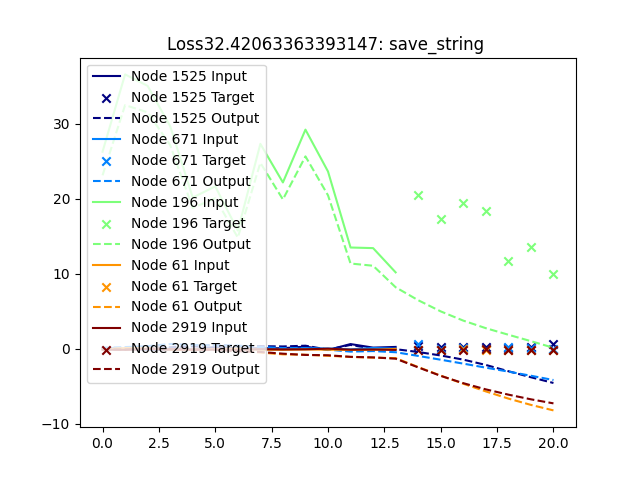 Loss32.42063363393147: save_string
Node 1525 Input
Node 1525 Target
Node 1525 Output
Node 671 Input
Node 671 Target
Node 671 Output
Node 196 Input
Node 196 Target
Node 196 Output
Node 61 Input
Node 61 Target
Node 61 Output
Node 2919 Input
Node 2919 Target
Node 2919 Output
30
20
10
0
−10
0.0 2.5 5.0 7.5 10.0 12.5 15.0 17.5 20.0